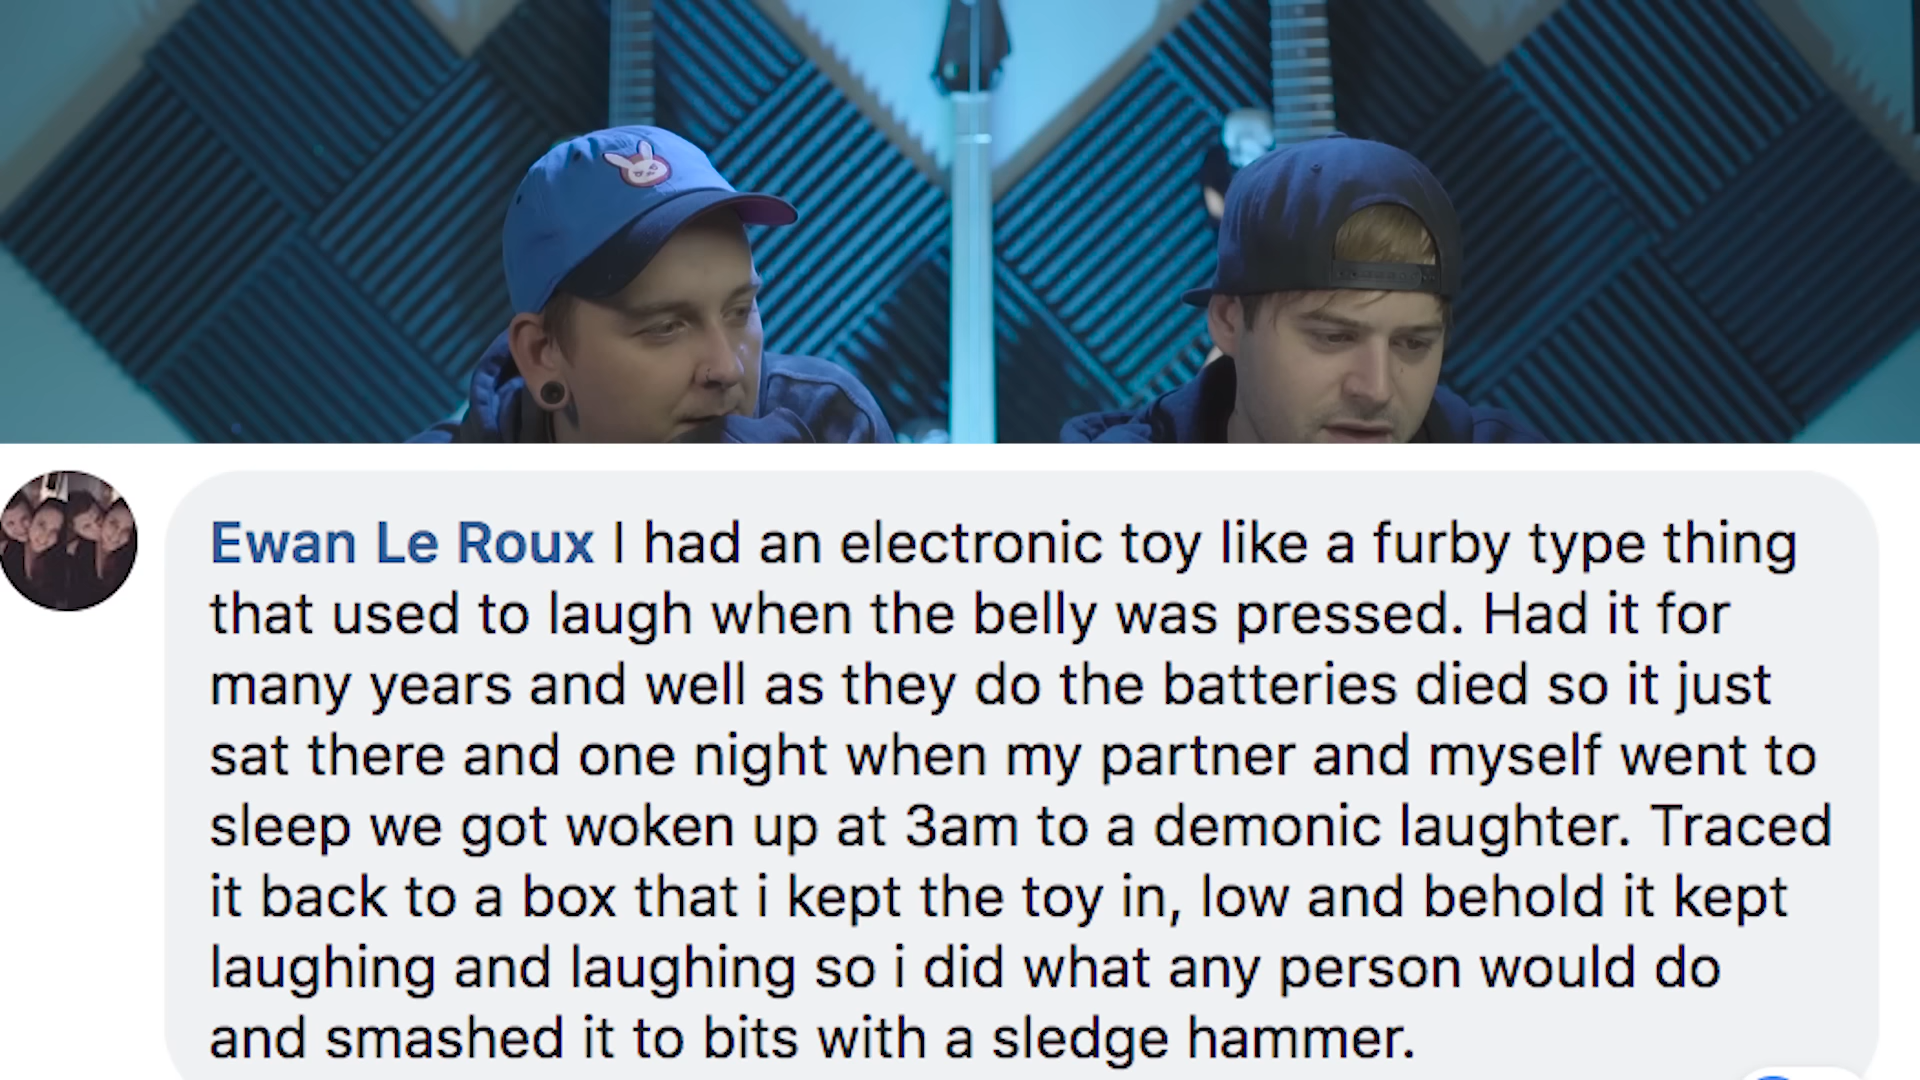 Ewan Le Roux I had an electronic toy like a furby type thing
that used to laugh when the belly was pressed. Had it for
many years and well as they do the batteries died so it just
sat there and one night when my partner and myself went to
sleep we got woken up at 3am to a demonic laughter. Traced
it back to a box that i kept the toy in, low and behold it kept
laughing and laughing so i did what any person would do
and smashed it to bits with a sledge hammer.